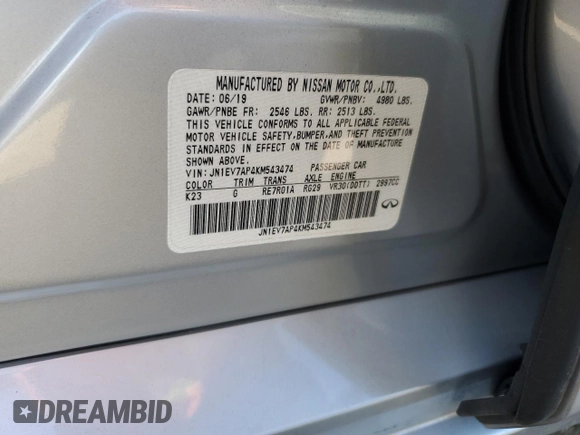 MANUFACTURED BY NISSAN MOTOR CO.,LTD.
DATE: 06/19 GVWR/PNBV: 4980 LBS.
GAWR/PNBE FR: 2546 LBS. RR: 2513 LBS.
THIS VEHICLE CONFORMS TO ALL APPLICABLE FEDERAL
MOTOR VEHICLE SAFETY,BUMPER,AND THEFT PREVENTION
STANDARDS IN EFFECT ON THE DATE OF MANUFACTURE
SHOWN ABOVE.
VIN: JN1EV7AP4KM543474 PASSENGER CAR
COLOR TRIM TRANS AXLE ENGINE
K23 G RE7R01A RG29 VR30(DDTT) 2997CC
JN1EV7AP4KM543474
DREAMBID